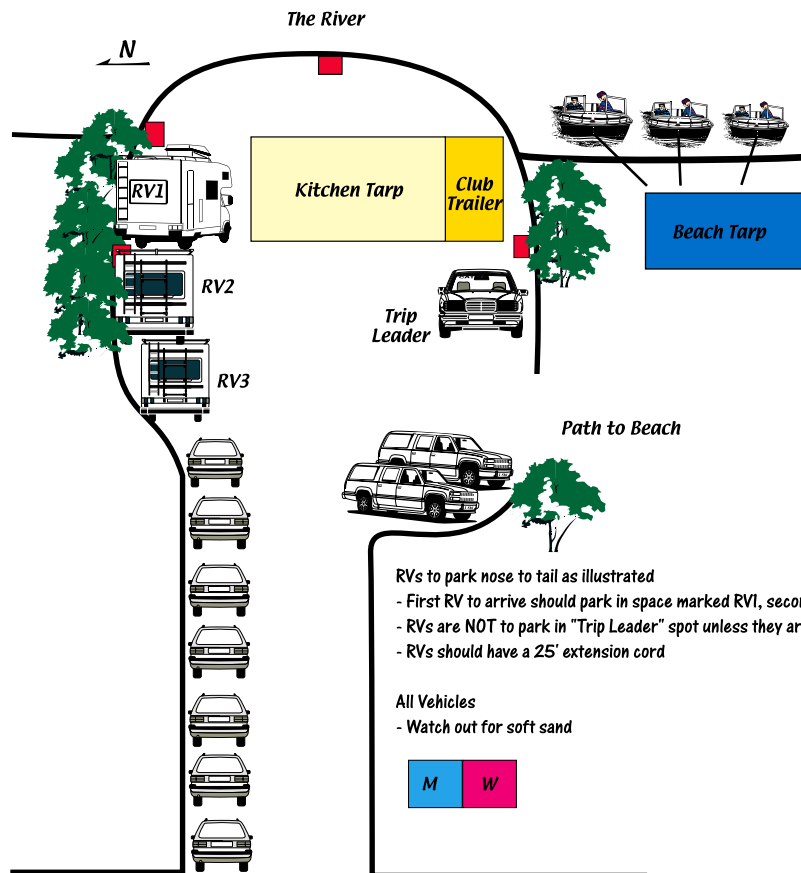 The River
N
RV1
Kitchen Tarp
Club
Trailer
Beach Tarp
RV2
Trip
Leader
RV3
Path to Beach
RVs to park nose to tail as illustrated
- First RV to arrive should park in space marked RV1,
- RVs are NOT to park in "Trip Leader" spot unless they
- RVs should have a 25' extension cord
All Vehicles
- Watch out for soft sand
M
W